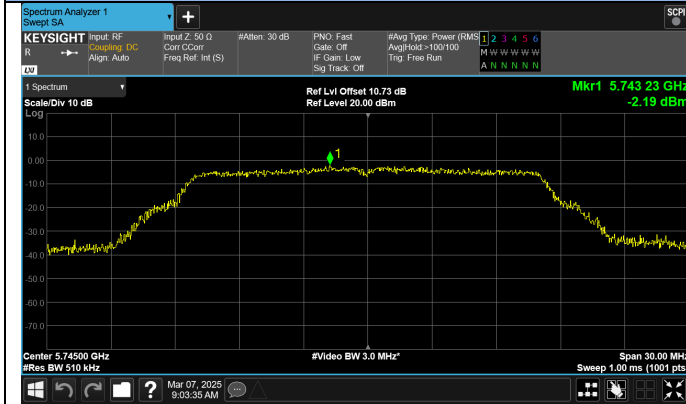 Spectrum Analyzer 1
Swept SA
SCPI
KEYSIGHT
R
LXI
Input: RF
Coupling: DC
Align: Auto
Input Z: 50 Ω
Corr CCorr
Freq Ref: Int (S)
#Atten: 30 dB
PNO: Fast
Gate: Off
IF Gain: Low
Sig Track: Off
#Avg Type: Power (RMS
Avg|Hold:>100/100
Trig: Free Run
1 2 3 4 5 6
M W W W W W
A N N N N N
1 Spectrum
Scale/Div 10 dB
Ref Lvl Offset 10.73 dB
Ref Level 20.00 dBm
Mkr1 5.743 23 GHz
-2.19 dBm
Log
10.0
0.00
-10.0
-20.0
-30.0
-40.0
-50.0
-60.0
-70.0
1
Center 5.74500 GHz
#Res BW 510 kHz
#Video BW 3.0 MHz*
Span 30.00 MHz
Sweep 1.00 ms (1001 pts
?
Mar 07, 2025
9:03:35 AM